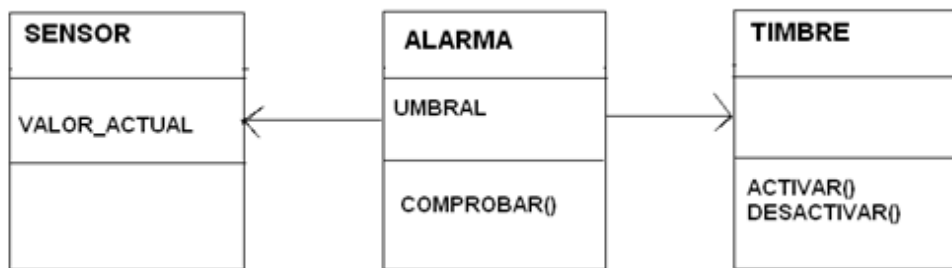 SENSOR
VALOR_ACTUAL
ALARMA
UMBRAL
COMPROBAR()
TIMBRE
ACTIVAR()
DESACTIVAR()